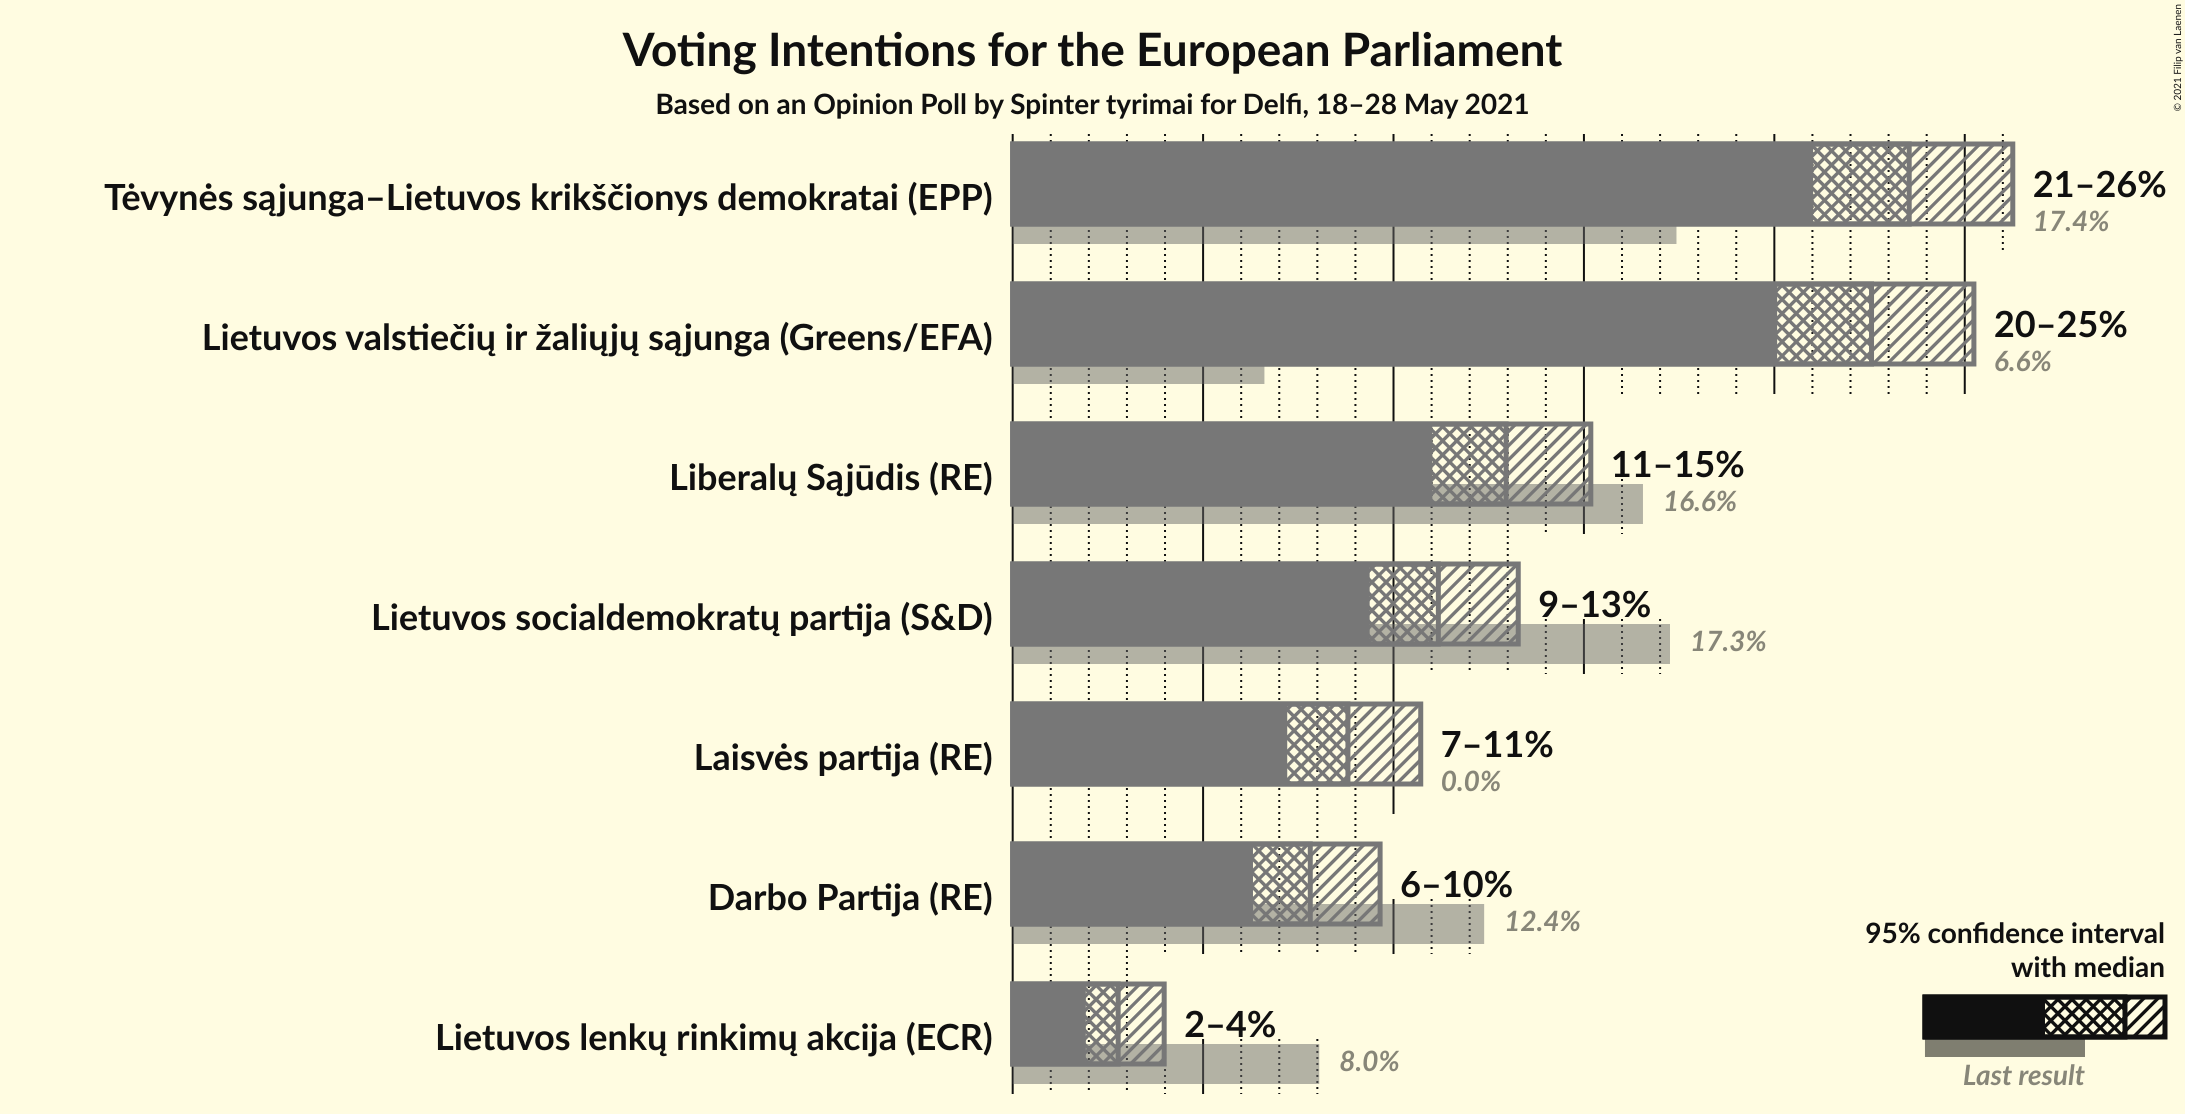 Voting Intentions for the European Parliament
Based on an Opinion Poll by Spinter tyrimai for Delfi, 18–28 May 2021
© 2021 Filip van Laenen
Tėvynės sąjunga–Lietuvos krikščionys demokratai (EPP)
21–26%
17.4%
Lietuvos valstiečių ir žaliųjų sąjunga (Greens/EFA)
20–25%
6.6%
Liberalų Sąjūdis (RE)
11–15%
16.6%
Lietuvos socialdemokratų partija (S&D)
9–13%
17.3%
Laisvės partija (RE)
7–11%
0.0%
Darbo Partija (RE)
6–10%
12.4%
Lietuvos lenkų rinkimų akcija (ECR)
2–4%
8.0%
95% confidence interval
with median
Last result